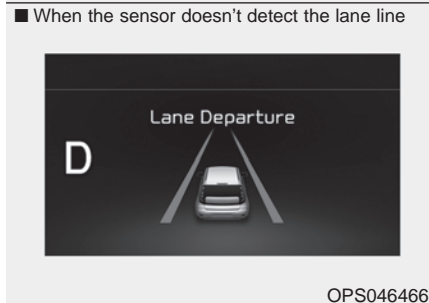 ■ When the sensor doesn't detect the lane line
Lane Departure
D
OPS046466